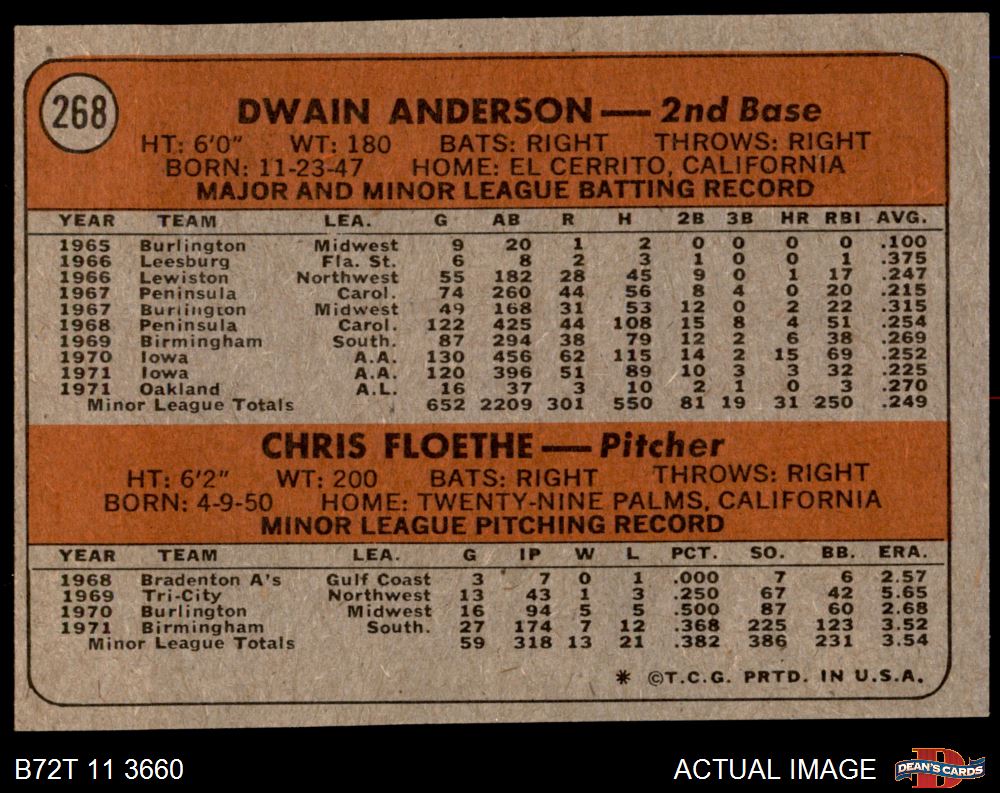 268
DWAIN ANDERSON — 2nd Base
HT: 6'0" WT: 180 BATS: RIGHT THROWS: RIGHT
BORN: 11-23-47 HOME: EL CERRITO, CALIFORNIA
MAJOR AND MINOR LEAGUE BATTING RECORD
YEAR TEAM LEA. G AB R H 2B 3B HR RBI AVG.
1965 Burlington Midwest 9 20 1 2 0 0 0 0 .100
1966 Leesburg Fla. St. 6 8 2 3 1 0 0 1 .375
1966 Lewiston Northwest 55 182 28 45 9 0 1 17 .247
1967 Peninsula Carol. 74 260 44 56 8 4 0 20 .215
1967 Burlington Midwest 49 168 31 53 12 0 2 22 .315
1968 Peninsula Carol. 122 425 44 108 15 8 4 51 .254
1969 Birmingham South. 87 294 38 79 12 2 6 38 .269
1970 Iowa A.A. 130 456 62 115 14 2 15 69 .252
1971 Iowa A.A. 120 396 51 89 10 3 3 32 .225
1971 Oakland A.L. 16 37 3 10 2 1 0 3 .270
Minor League Totals 652 2209 301 550 81 19 31 250 .249
CHRIS FLOETHE — Pitcher
HT: 6'2" WT: 200 BATS: RIGHT THROWS: RIGHT
BORN: 4-9-50 HOME: TWENTY-NINE PALMS, CALIFORNIA
MINOR LEAGUE PITCHING RECORD
YEAR TEAM LEA. G IP W L PCT. SO. BB. ERA.
1968 Bradenton A's Gulf Coast 3 7 0 1 .000 7 6 2.57
1969 Tri-City Northwest 13 43 1 3 .250 67 42 5.65
1970 Burlington Midwest 16 94 5 5 .500 87 60 2.68
1971 Birmingham South. 27 174 7 12 .368 225 123 3.52
Minor League Totals 59 318 13 21 .382 386 231 3.54
* ©T.C.G. PRTD. IN U.S.A.
B72T 11 3660 ACTUAL IMAGE DEAN'S CARDS